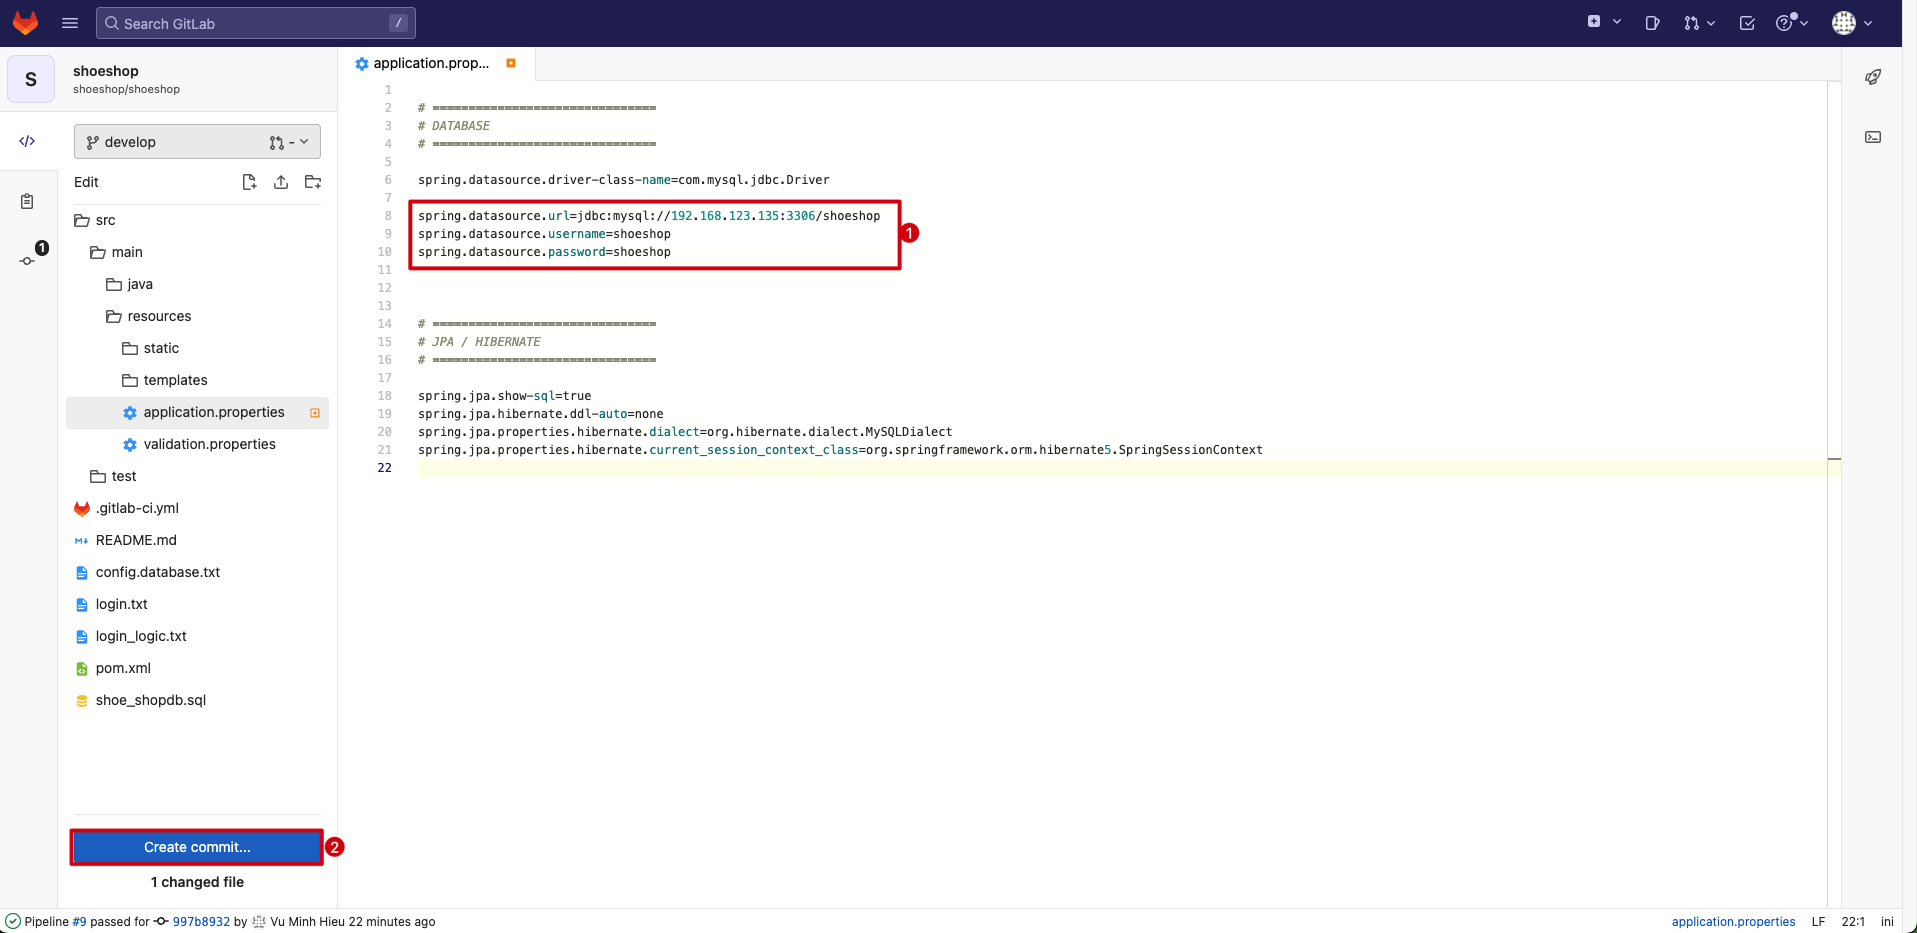 Search GitLab /
S
shoeshop
shoeshop/shoeshop
develop
-
Edit
1
src
main
java
resources
static
templates
application.properties
validation.properties
test
.gitlab-ci.yml
README.md
config.database.txt
login.txt
login_logic.txt
pom.xml
shoe_shopdb.sql
Create commit...
2
1 changed file
application.prop...
1
2 # ===============================
3 # DATABASE
4 # ===============================
5
6 spring.datasource.driver-class-name=com.mysql.jdbc.Driver
7
8 spring.datasource.url=jdbc:mysql://192.168.123.135:3306/shoeshop
9 spring.datasource.username=shoeshop
1
10 spring.datasource.password=shoeshop
11
12
13
14 # ===============================
15 # JPA / HIBERNATE
16 # ===============================
17
18 spring.jpa.show-sql=true
19 spring.jpa.hibernate.ddl-auto=none
20 spring.jpa.properties.hibernate.dialect=org.hibernate.dialect.MySQLDialect
21 spring.jpa.properties.hibernate.current_session_context_class=org.springframework.orm.hibernate5.SpringSessionContext
22
Pipeline #9 passed for 997b8932 by Vu Minh Hieu 22 minutes ago
application.properties LF 22:1 ini